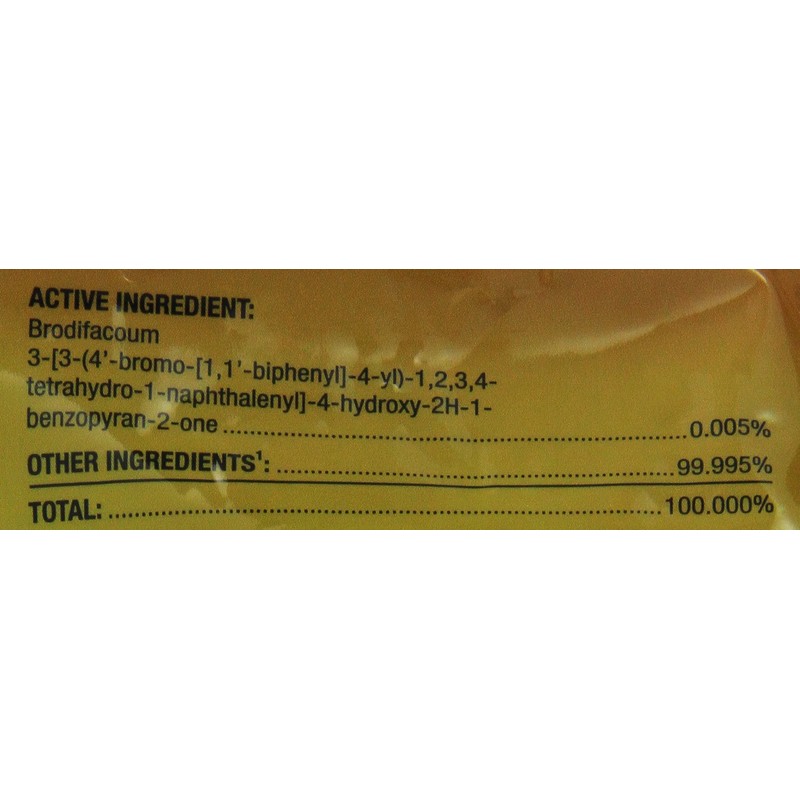 ACTIVE INGREDIENT:
Brodifacoum
3-[3-(4'-bromo-[1,1'-biphenyl]-4-yl)-1,2,3,4-
tetrahydro-1-naphthalenyl]-4-hydroxy-2H-1-
benzopyran-2-one ........................................ 0.005%
OTHER INGREDIENTS¹: ........................................ 99.995%
TOTAL: ........................................ 100.000%